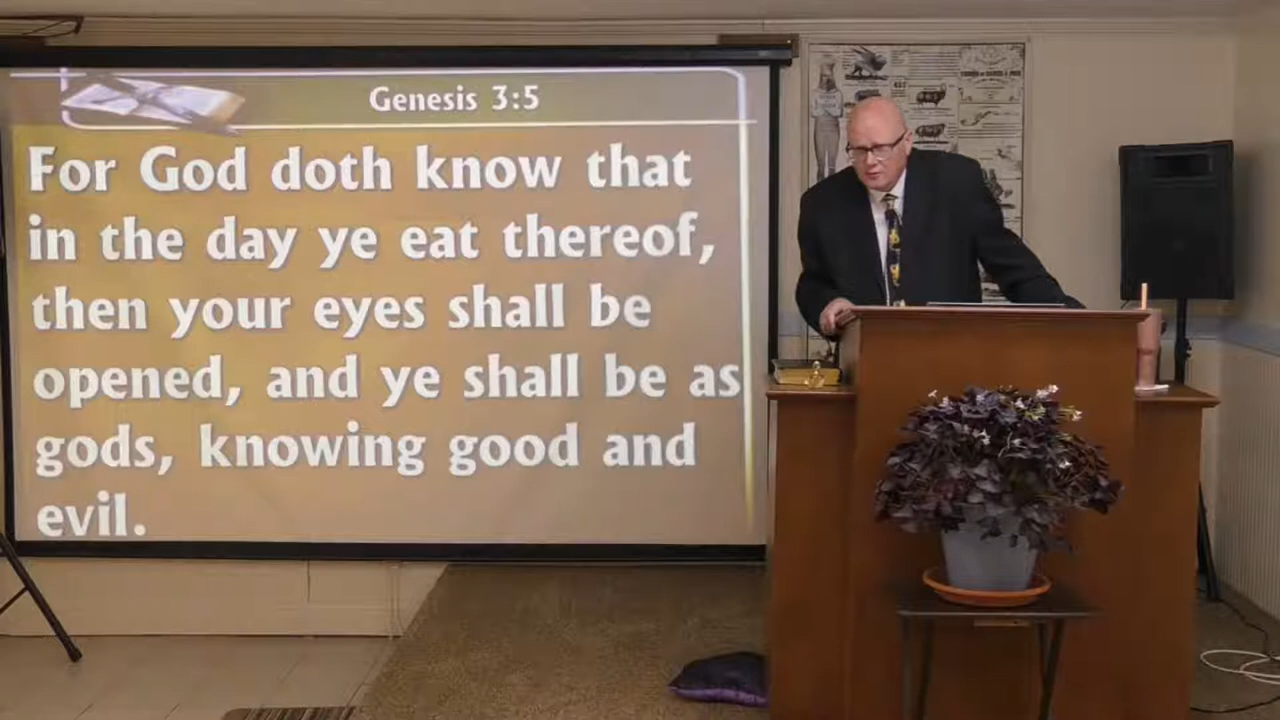 Genesis 3:5
For God doth know that
in the day ye eat thereof,
then your eyes shall be
opened, and ye shall be as
gods, knowing good and
evil.